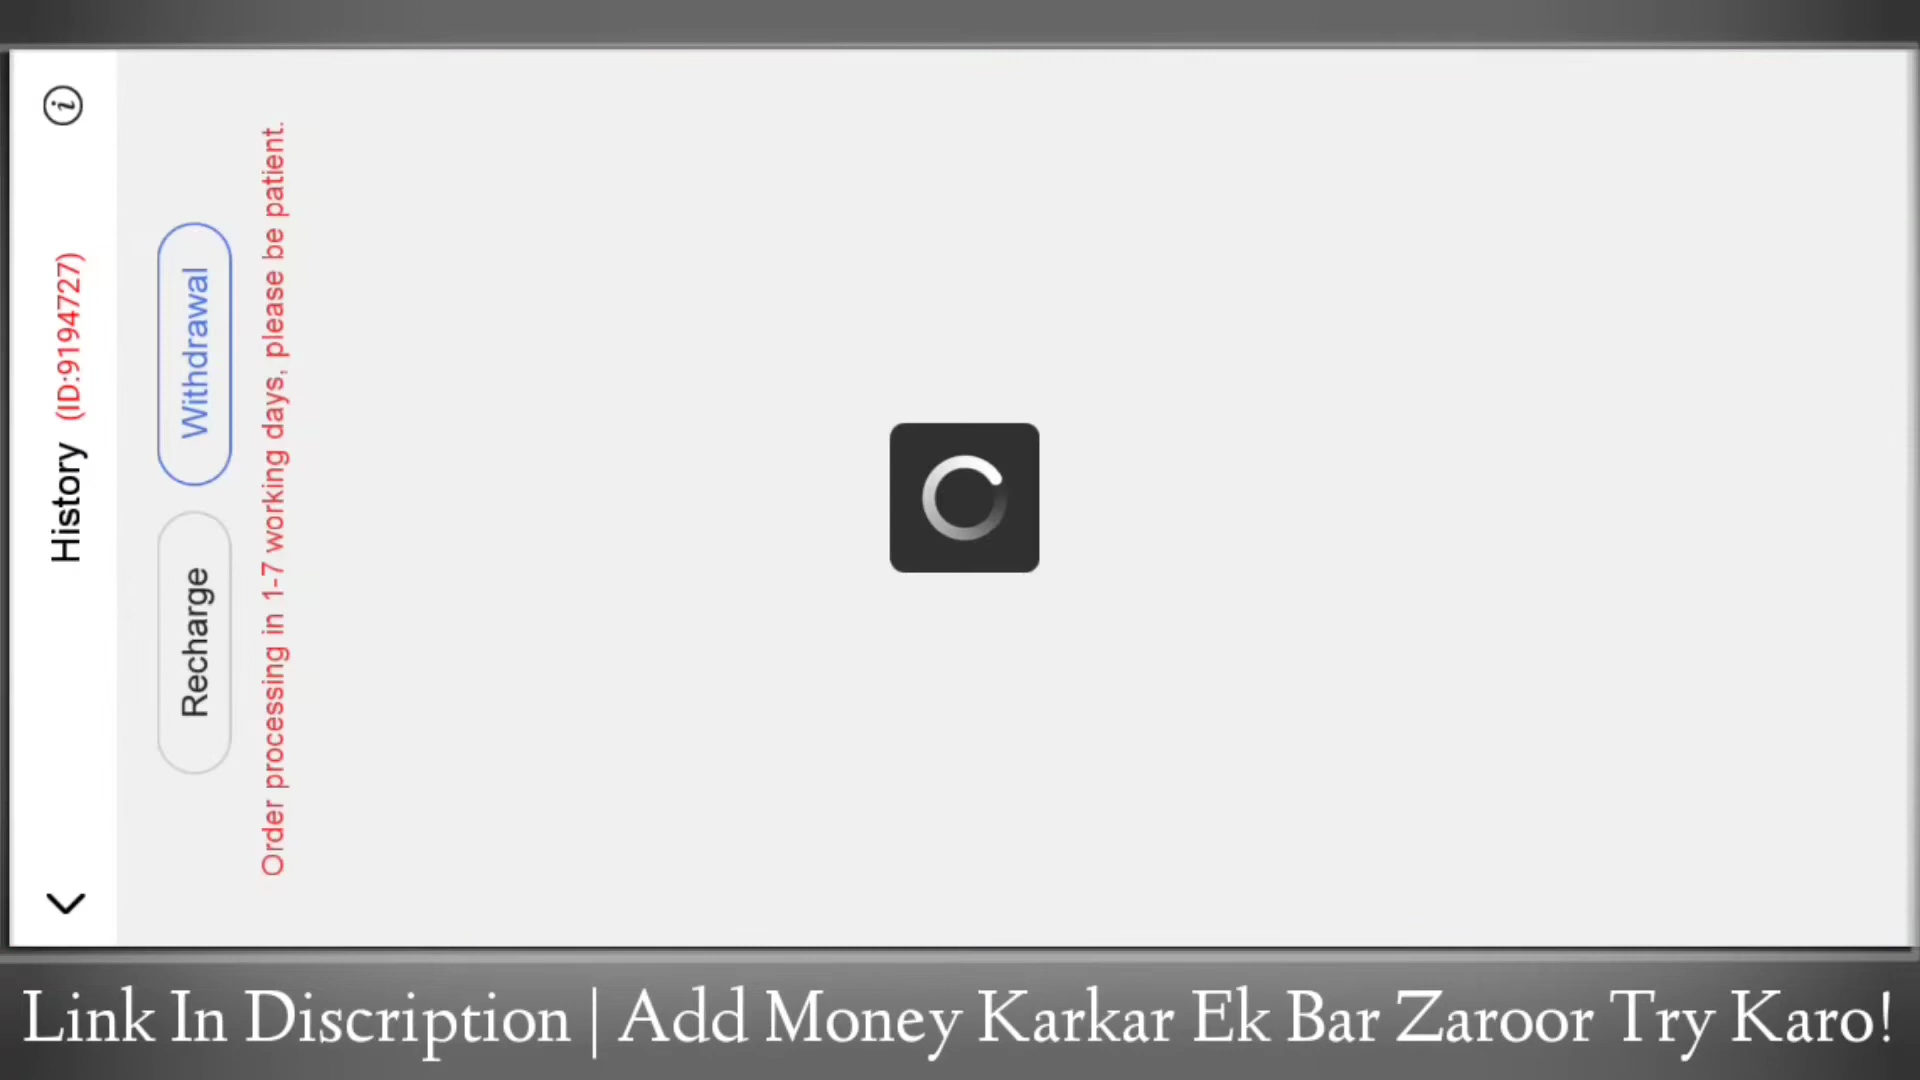 History (ID:9194727)
Recharge Withdrawal
Order processing in 1-7 working days, please be patient.
Link In Discription | Add Money Karkar Ek Bar Zaroor Try Karo!